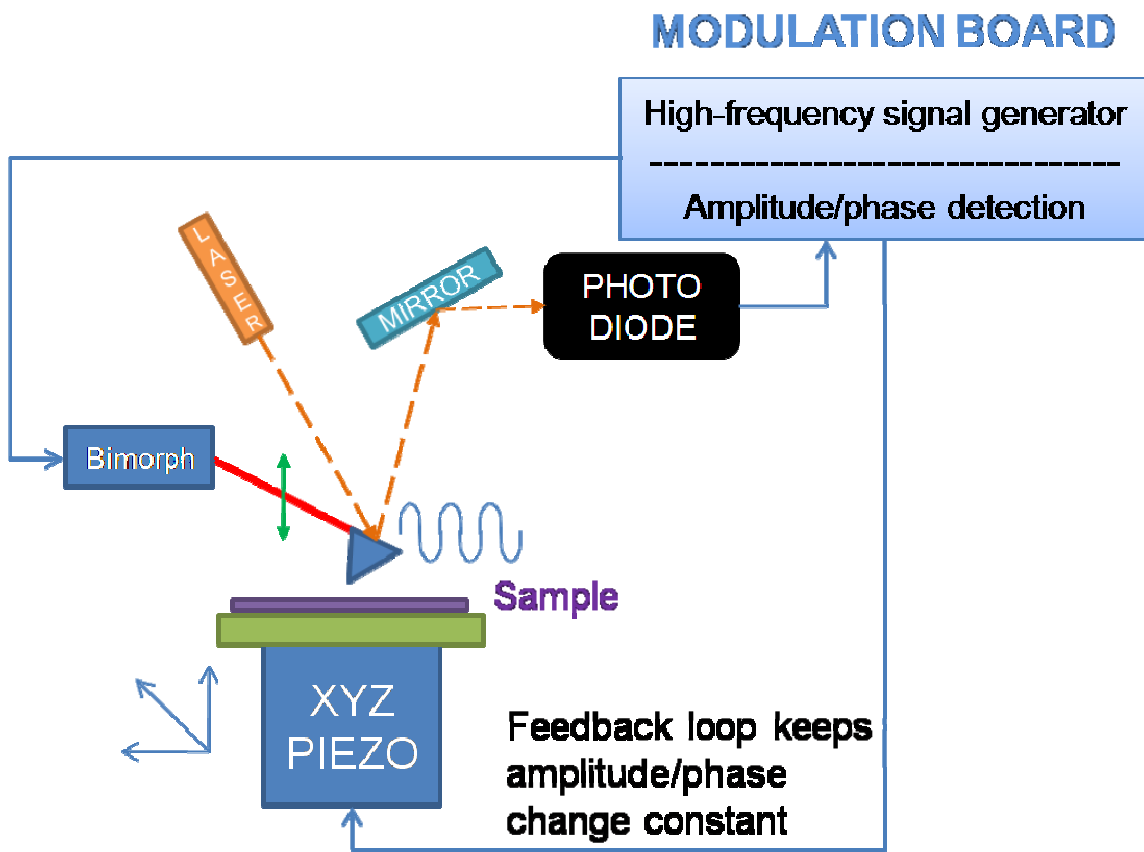 MODULATION BOARD
High-frequency signal generator
--------------------------------
Amplitude/phase detection
LASER
MIRROR
PHOTO
DIODE
Bimorph
Sample
XYZ
PIEZO
Feedback loop keeps
amplitude/phase
change constant